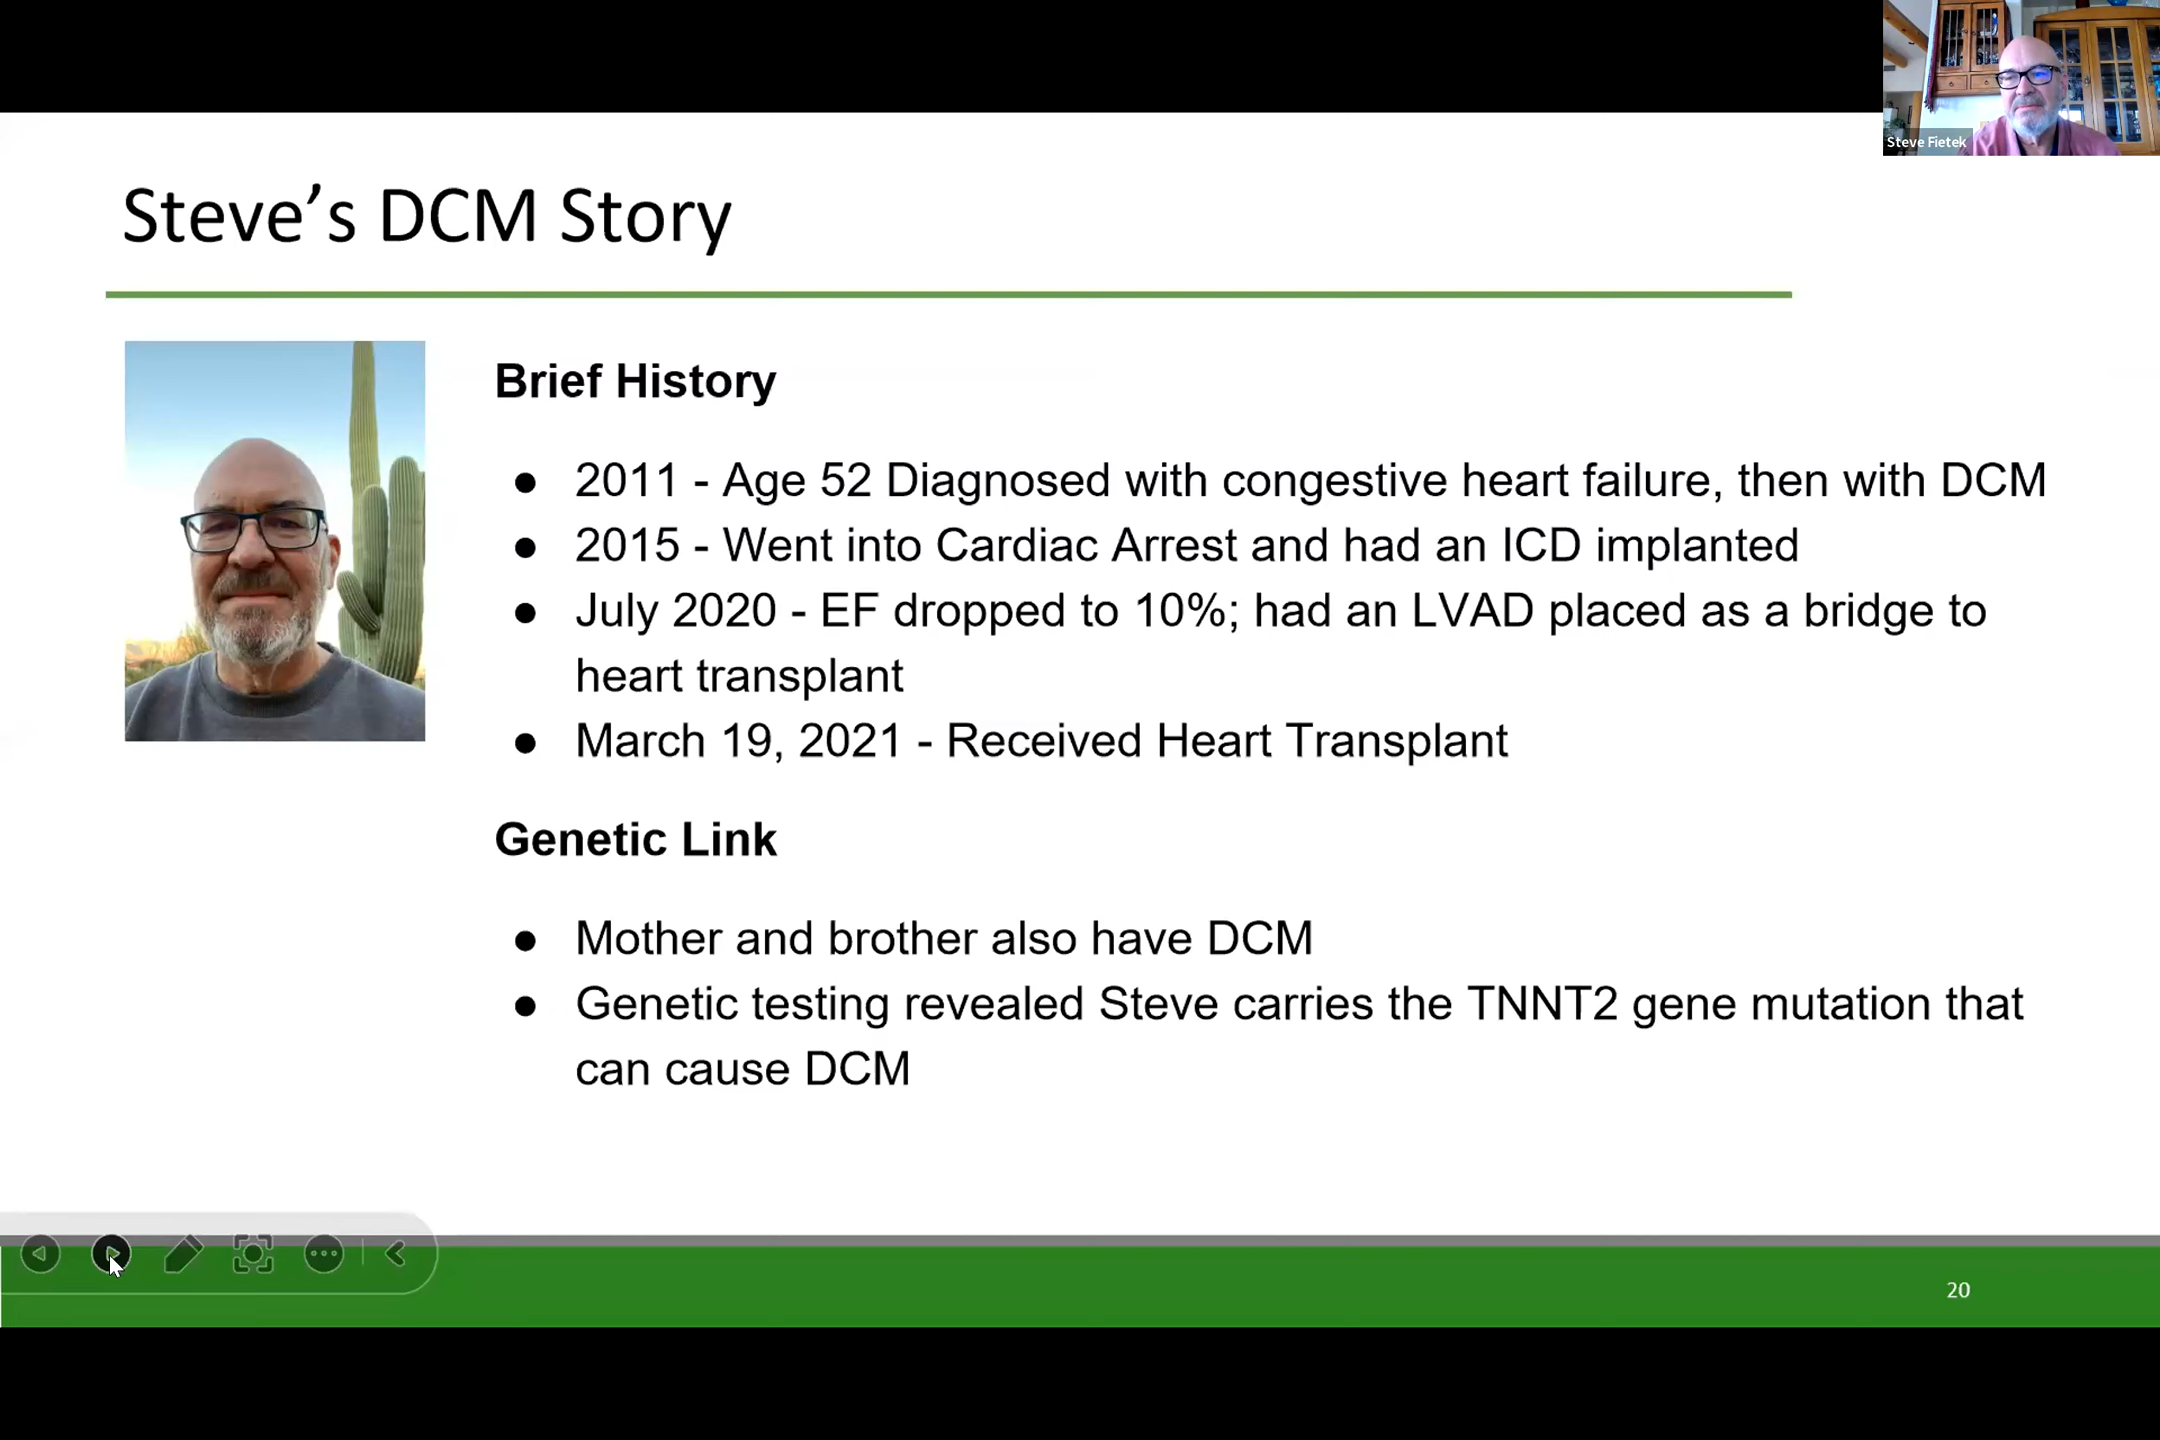 Steve Fietek
Steve’s DCM Story
Brief History
● 2011 - Age 52 Diagnosed with congestive heart failure, then with DCM
● 2015 - Went into Cardiac Arrest and had an ICD implanted
● July 2020 - EF dropped to 10%; had an LVAD placed as a bridge to
heart transplant
● March 19, 2021 - Received Heart Transplant
Genetic Link
● Mother and brother also have DCM
● Genetic testing revealed Steve carries the TNNT2 gene mutation that
can cause DCM
20